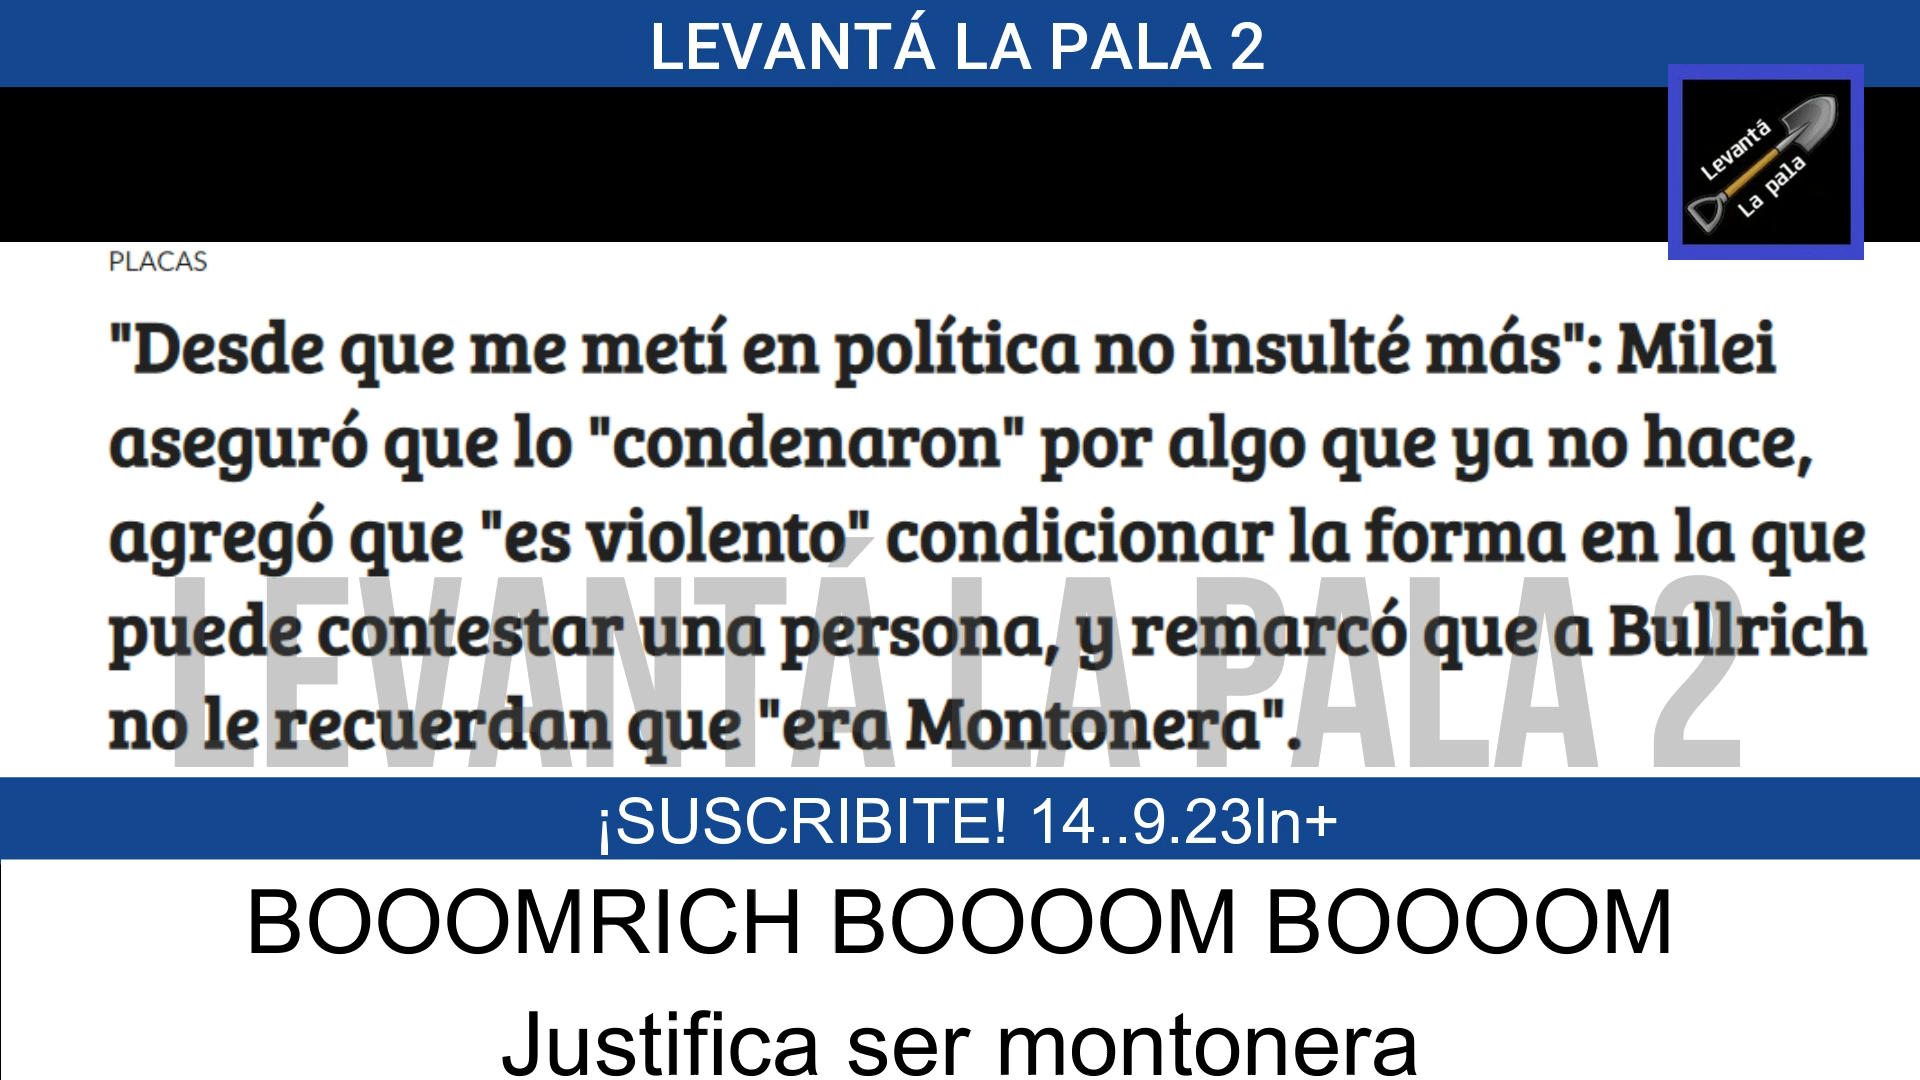 LEVANTÁ LA PALA 2
Levantá
La pala
PLACAS
"Desde que me metí en política no insulté más": Milei
aseguró que lo "condenaron" por algo que ya no hace,
agregó que "es violento" condicionar la forma en la que
puede contestar una persona, y remarcó que a Bullrich
no le recuerdan que "era Montonera".
LEVANTÁ LA PALA 2
¡SUSCRIBITE! 14..9.23ln+
BOOOMRICH BOOOOM BOOOOM
Justifica ser montonera